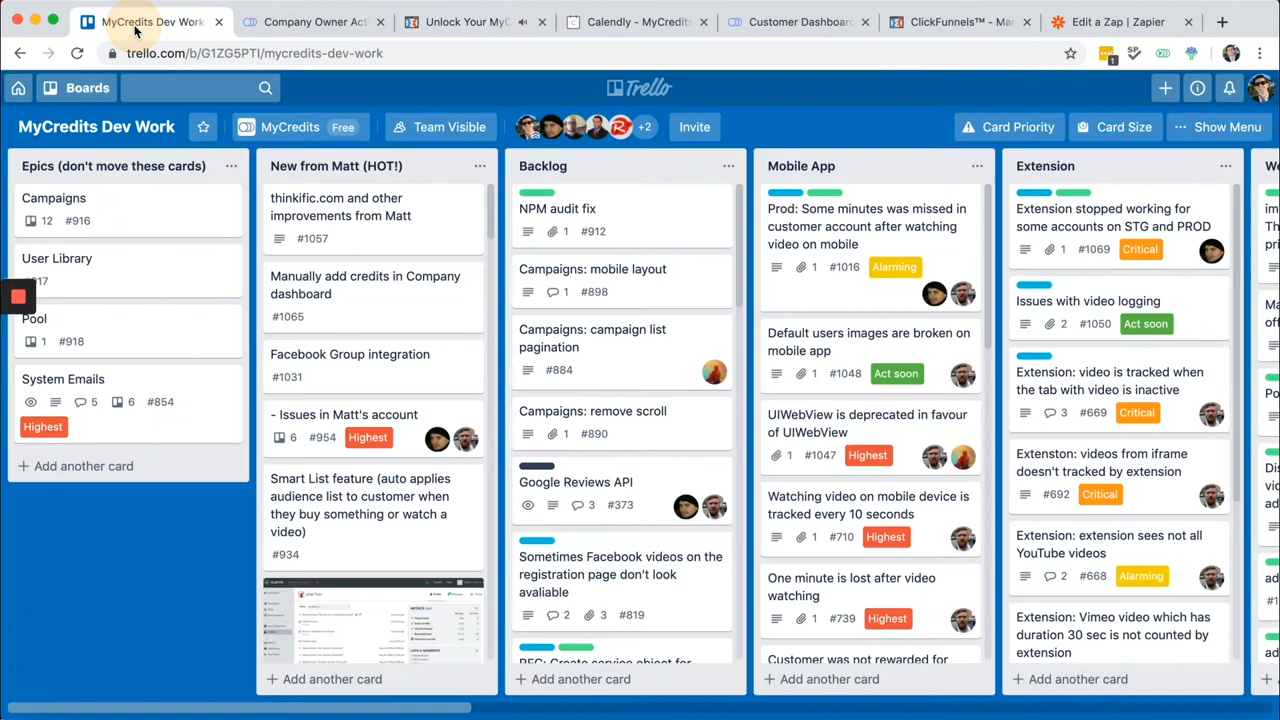 MyCredits Dev Work
Company Owner Act
Unlock Your MyC
Calendly - MyCredits
Customer Dashboard
ClickFunnels™ - Mar
Edit a Zap | Zapier
trello.com/b/G1ZG5PTI/mycredits-dev-work
SP
1
Boards
Trello
MyCredits Dev Work
MyCredits Free
Team Visible
R
+2
Invite
Card Priority
Card Size
Show Menu
Epics (don't move these cards)
Campaigns
12 #916
User Library
Pool
1 #918
System Emails
5 6 #854
Highest
Add another card
New from Matt (HOT!)
thinkific.com and other
improvements from Matt
#1057
Manually add credits in Company
dashboard
#1065
Facebook Group integration
#1031
- Issues in Matt's account
6 #954 Highest
Smart List feature (auto applies
audience list to customer when
they buy something or watch a
video)
#934
Add another card
Backlog
NPM audit fix
1 #912
Campaigns: mobile layout
1 #898
Campaigns: campaign list
pagination
#884
Campaigns: remove scroll
1 #890
Google Reviews API
3 #373
Sometimes Facebook videos on the
registration page don't look
available
2 3 #819
REC: Create service object for
Add another card
Mobile App
Prod: Some minutes was missed in
customer account after watching
video on mobile
1 #1016 Alarming
Default users images are broken on
mobile app
1 #1048 Act soon
UIWebView is deprecated in favour
of UIWebView
1 #1047 Highest
Watching video on mobile device is
tracked every 10 seconds
1 #710 Highest
One minute is lost after video
watching
1 #739 Highest
Customer was not rewarded for
Add another card
Extension
Extension stopped working for
some accounts on STG and PROD
1 #1069 Critical
Issues with video logging
2 #1050 Act soon
Extension: video is tracked when
the tab with video is inactive
3 #669 Critical
Extenston: videos from iframe
doesn't tracked by extension
#692 Critical
Extension: extension sees not all
YouTube videos
2 #668 Alarming
Extension: Vimeo video which has
duration 30 sec is not counted by
extension
Add another card